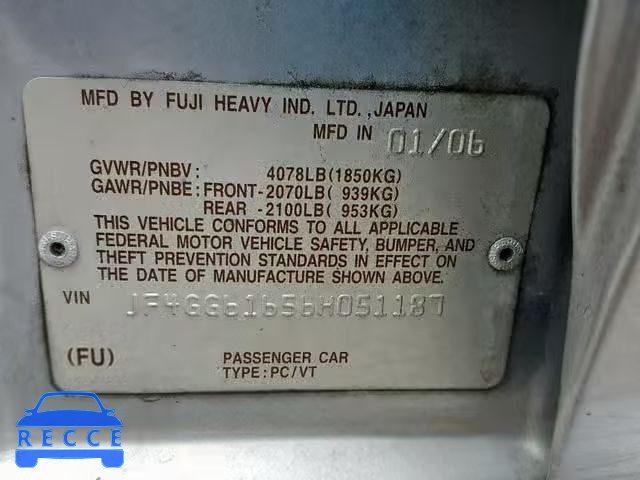 MFD BY FUJI HEAVY IND. LTD., JAPAN
MFD IN 01/06
GVWR/PNBV: 4078LB(1850KG)
GAWR/PNBE: FRONT-2070LB( 939KG)
REAR -2100LB( 953KG)
THIS VEHICLE CONFORMS TO ALL APPLICABLE
FEDERAL MOTOR VEHICLE SAFETY, BUMPER, AND
THEFT PREVENTION STANDARDS IN EFFECT ON
THE DATE OF MANUFACTURE SHOWN ABOVE.
VIN JF4GG61656H051187
(FU) PASSENGER CAR
TYPE: PC/VT
RECCE